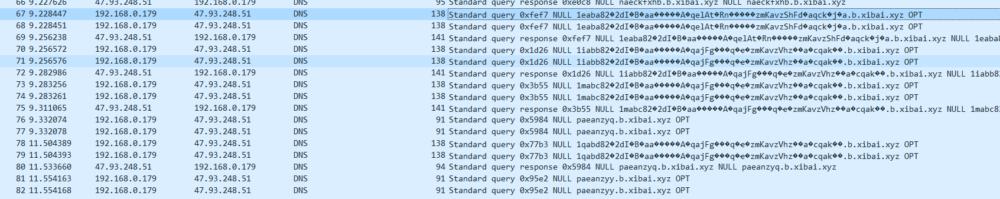 66 9.227626 47.93.248.51 192.168.0.179 DNS 95 Standard query response 0xe0c8 NULL naeckfxhb.b.xibai.xyz NULL naeckfxhb.b.xibai.xyz
67 9.228447 192.168.0.179 47.93.248.51 DNS 138 Standard query 0xfef7 NULL 1eaba82�2dI�B�aa�����A�qelAt�Rn�����zmKavzShFd�aqck�j�a.b.xibai.xyz OPT
68 9.228451 192.168.0.179 47.93.248.51 DNS 138 Standard query 0xfef7 NULL 1eaba82�2dI�B�aa�����A�qelAt�Rn�����zmKavzShFd�aqck�j�a.b.xibai.xyz OPT
69 9.256238 47.93.248.51 192.168.0.179 DNS 141 Standard query response 0xfef7 NULL 1eaba82�2dI�B�aa�����A�qelAt�Rn�����zmKavzShFd�aqck�j�a.b.xibai.xyz NULL 1eaba8
70 9.256572 192.168.0.179 47.93.248.51 DNS 138 Standard query 0x1d26 NULL 1iabb82�2dI�B�aa�����A�qajFg���q�e�zmKavzVhz��a�cqak��.b.xibai.xyz OPT
71 9.256576 192.168.0.179 47.93.248.51 DNS 138 Standard query 0x1d26 NULL 1iabb82�2dI�B�aa�����A�qajFg���q�e�zmKavzVhz��a�cqak��.b.xibai.xyz OPT
72 9.282986 47.93.248.51 192.168.0.179 DNS 141 Standard query response 0x1d26 NULL 1iabb82�2dI�B�aa�����A�qajFg���q�e�zmKavzVhz��a�cqak��.b.xibai.xyz NULL 1iabb82
73 9.283256 192.168.0.179 47.93.248.51 DNS 138 Standard query 0x3b55 NULL 1mabc82�2dI�B�aa�����A�qajFg���q�e�zmKavzVhz��a�cqak��.b.xibai.xyz OPT
74 9.283261 192.168.0.179 47.93.248.51 DNS 138 Standard query 0x3b55 NULL 1mabc82�2dI�B�aa�����A�qajFg���q�e�zmKavzVhz��a�cqak��.b.xibai.xyz OPT
75 9.311065 47.93.248.51 192.168.0.179 DNS 141 Standard query response 0x3b55 NULL 1mabc82�2dI�B�aa�����A�qajFg���q�e�zmKavzVhz��a�cqak��.b.xibai.xyz NULL 1mabc82
76 9.332074 192.168.0.179 47.93.248.51 DNS 91 Standard query 0x5984 NULL paeanzyq.b.xibai.xyz OPT
77 9.332078 192.168.0.179 47.93.248.51 DNS 91 Standard query 0x5984 NULL paeanzyq.b.xibai.xyz OPT
78 11.504389 192.168.0.179 47.93.248.51 DNS 138 Standard query 0x77b3 NULL 1qabd82�2dI�B�aa�����A�qajFg���q�e�zmKavzVhz��a�cqak��.b.xibai.xyz OPT
79 11.504393 192.168.0.179 47.93.248.51 DNS 138 Standard query 0x77b3 NULL 1qabd82�2dI�B�aa�����A�qajFg���q�e�zmKavzVhz��a�cqak��.b.xibai.xyz OPT
80 11.533660 47.93.248.51 192.168.0.179 DNS 94 Standard query response 0x5984 NULL paeanzyq.b.xibai.xyz NULL paeanzyq.b.xibai.xyz
81 11.554163 192.168.0.179 47.93.248.51 DNS 91 Standard query 0x95e2 NULL paeanzyy.b.xibai.xyz OPT
82 11.554168 192.168.0.179 47.93.248.51 DNS 91 Standard query 0x95e2 NULL paeanzyy.b.xibai.xyz OPT